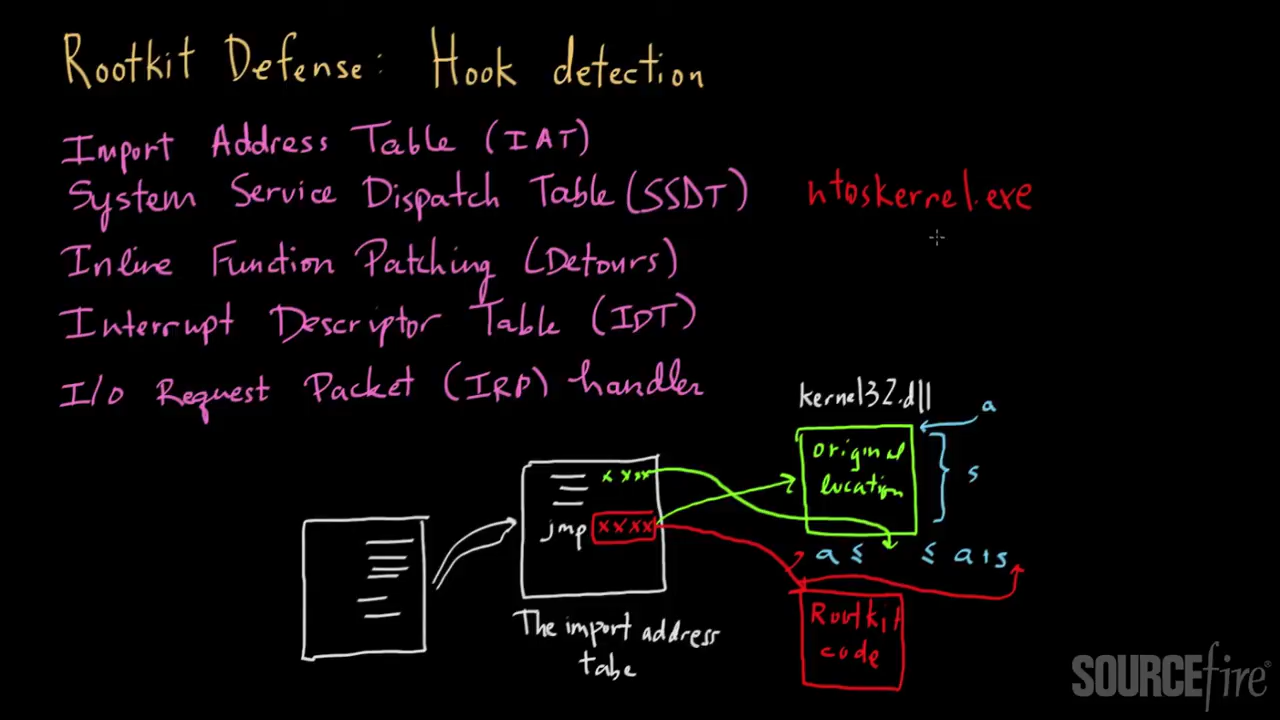 Rootkit Defense: Hook detection
Import Address Table (IAT)
System Service Dispatch Table (SSDT) ntoskernel.exe
Inline Function Patching (Detours)
Interrupt Descriptor Table (IDT)
I/O Request Packet (IRP) handler
kernel32.dll
a
original
location
s
xxxx
jmp xxxx
a ≤ ≤ a+s
The import address
tabe
Rootkit
code
SOURCEfire